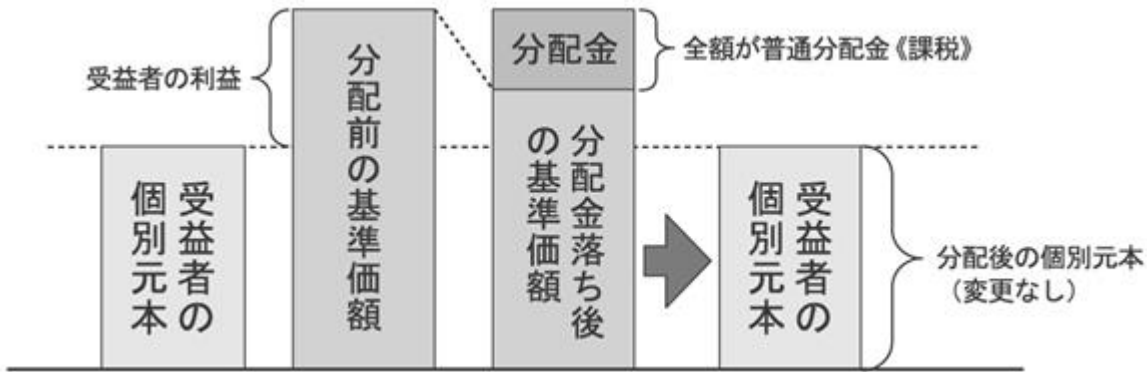 受益者の利益
受益者の
個別元本
分配前の基準価額
分配金
全額が普通分配金《課税》
分配金落ち後
の基準価額
受益者の
個別元本
分配後の個別元本
（変更なし）